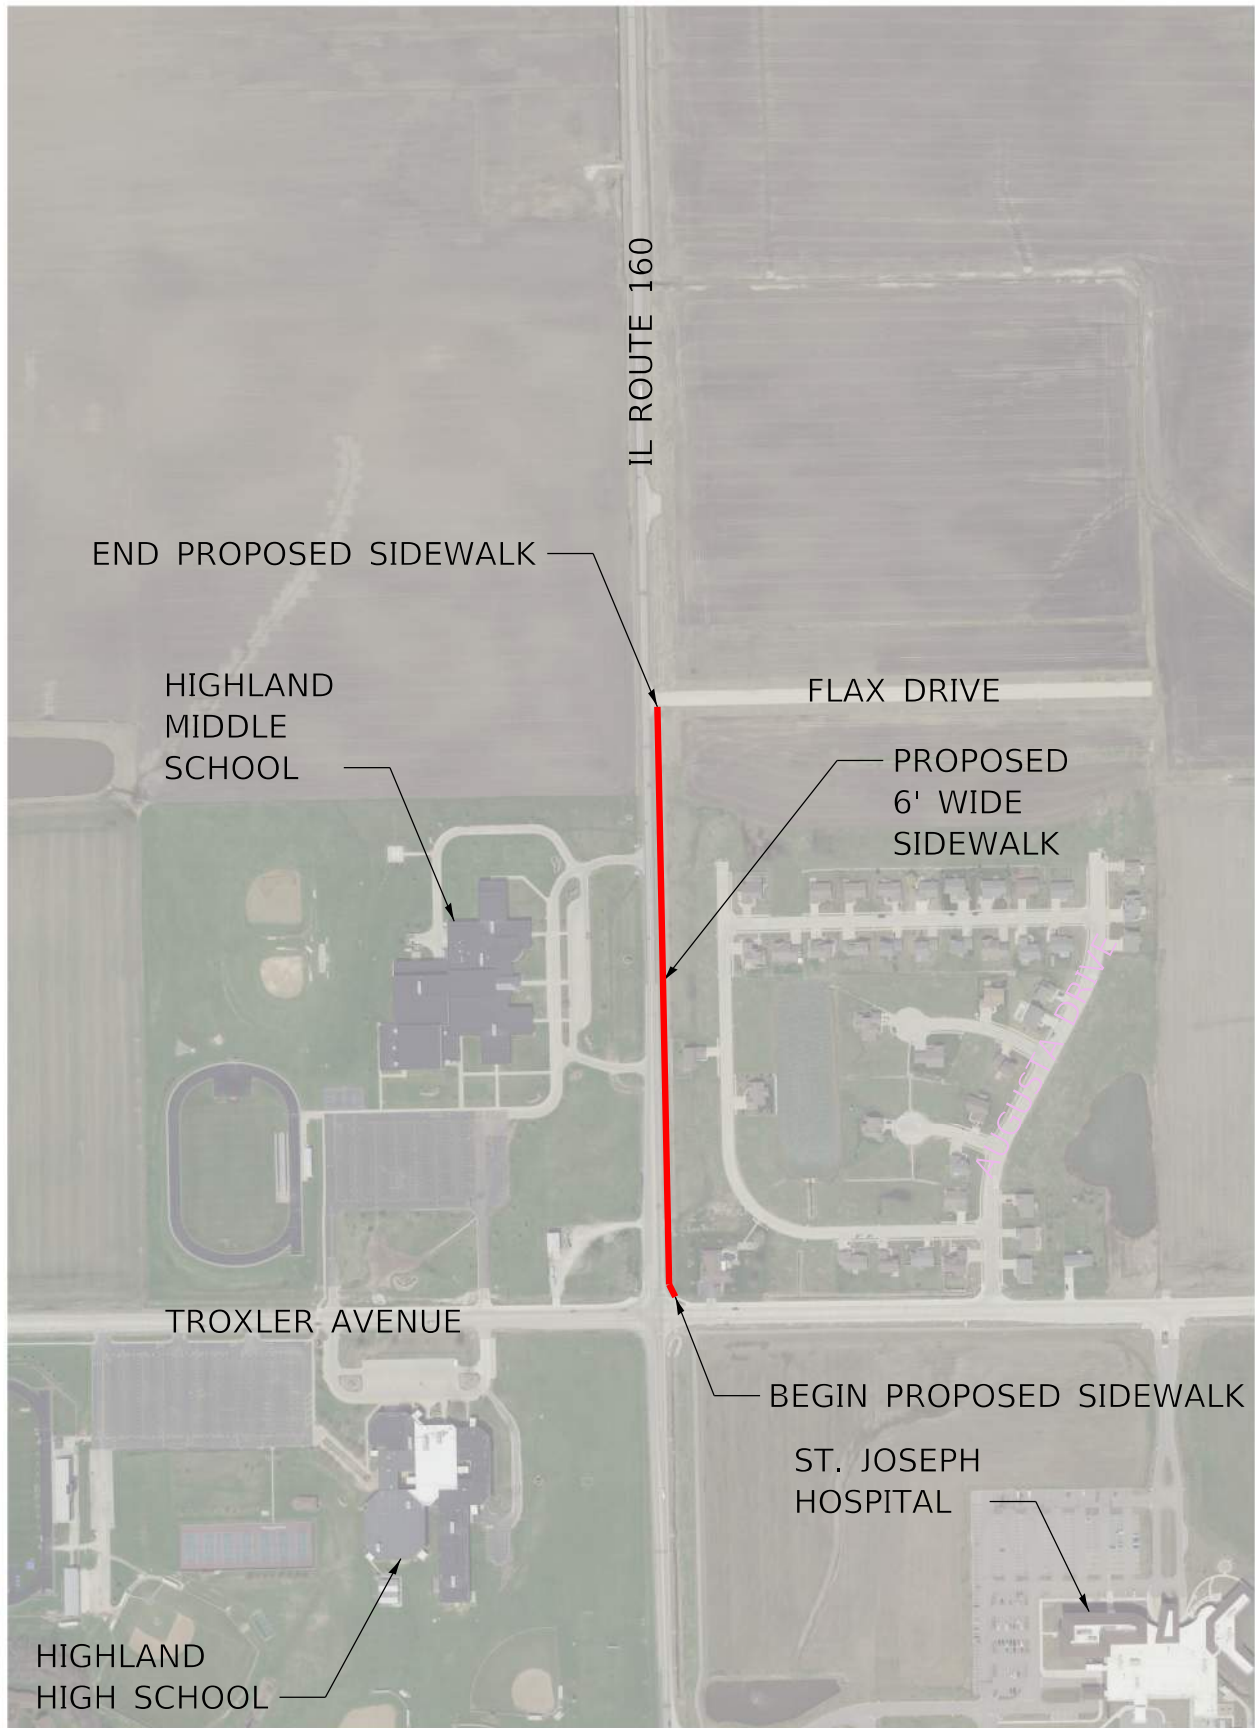 IL ROUTE 160
END PROPOSED SIDEWALK
HIGHLAND
MIDDLE
SCHOOL
FLAX DRIVE
PROPOSED
6' WIDE
SIDEWALK
AUGUSTA DRIVE
TROXLER AVENUE
BEGIN PROPOSED SIDEWALK
ST. JOSEPH
HOSPITAL
HIGHLAND
HIGH SCHOOL